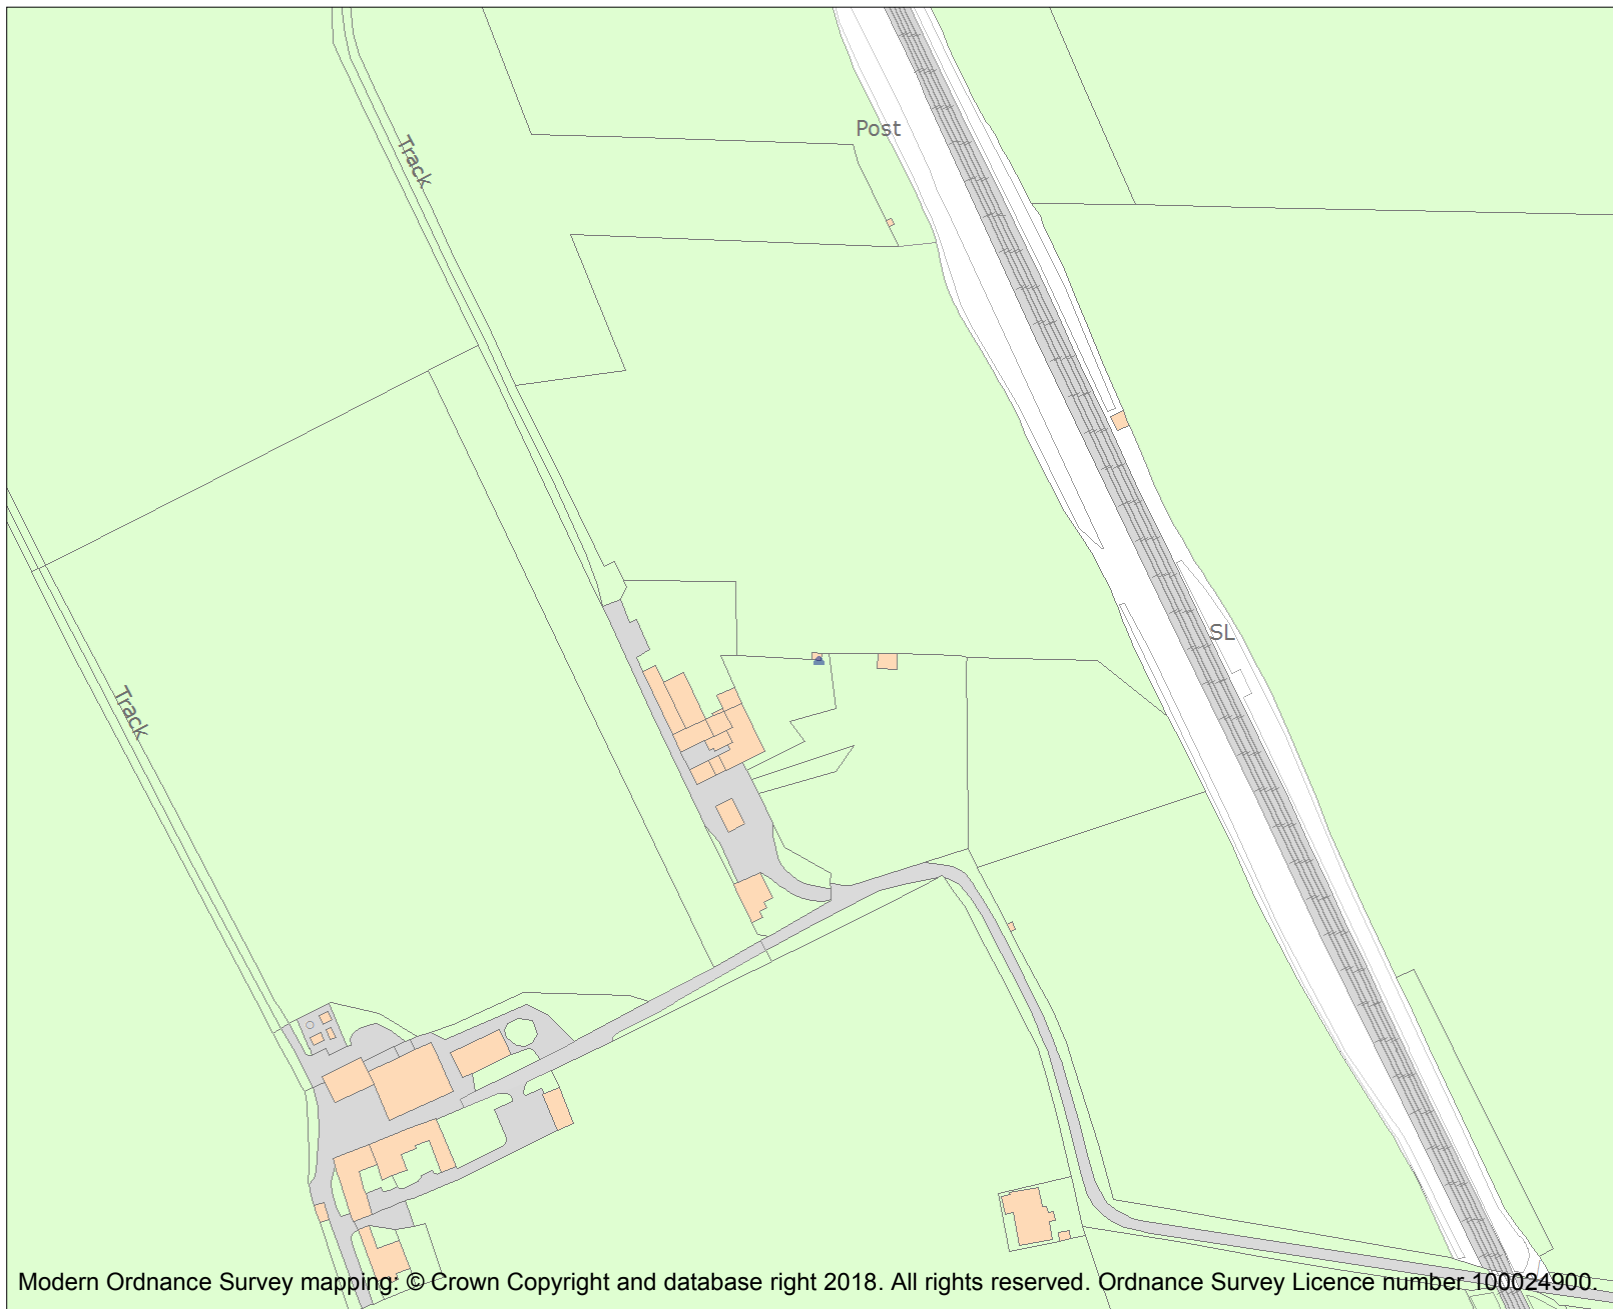 Post
Track
SL
Track
Modern Ordnance Survey mapping: © Crown Copyright and database right 2018. All rights reserved. Ordnance Survey Licence number 100024900.